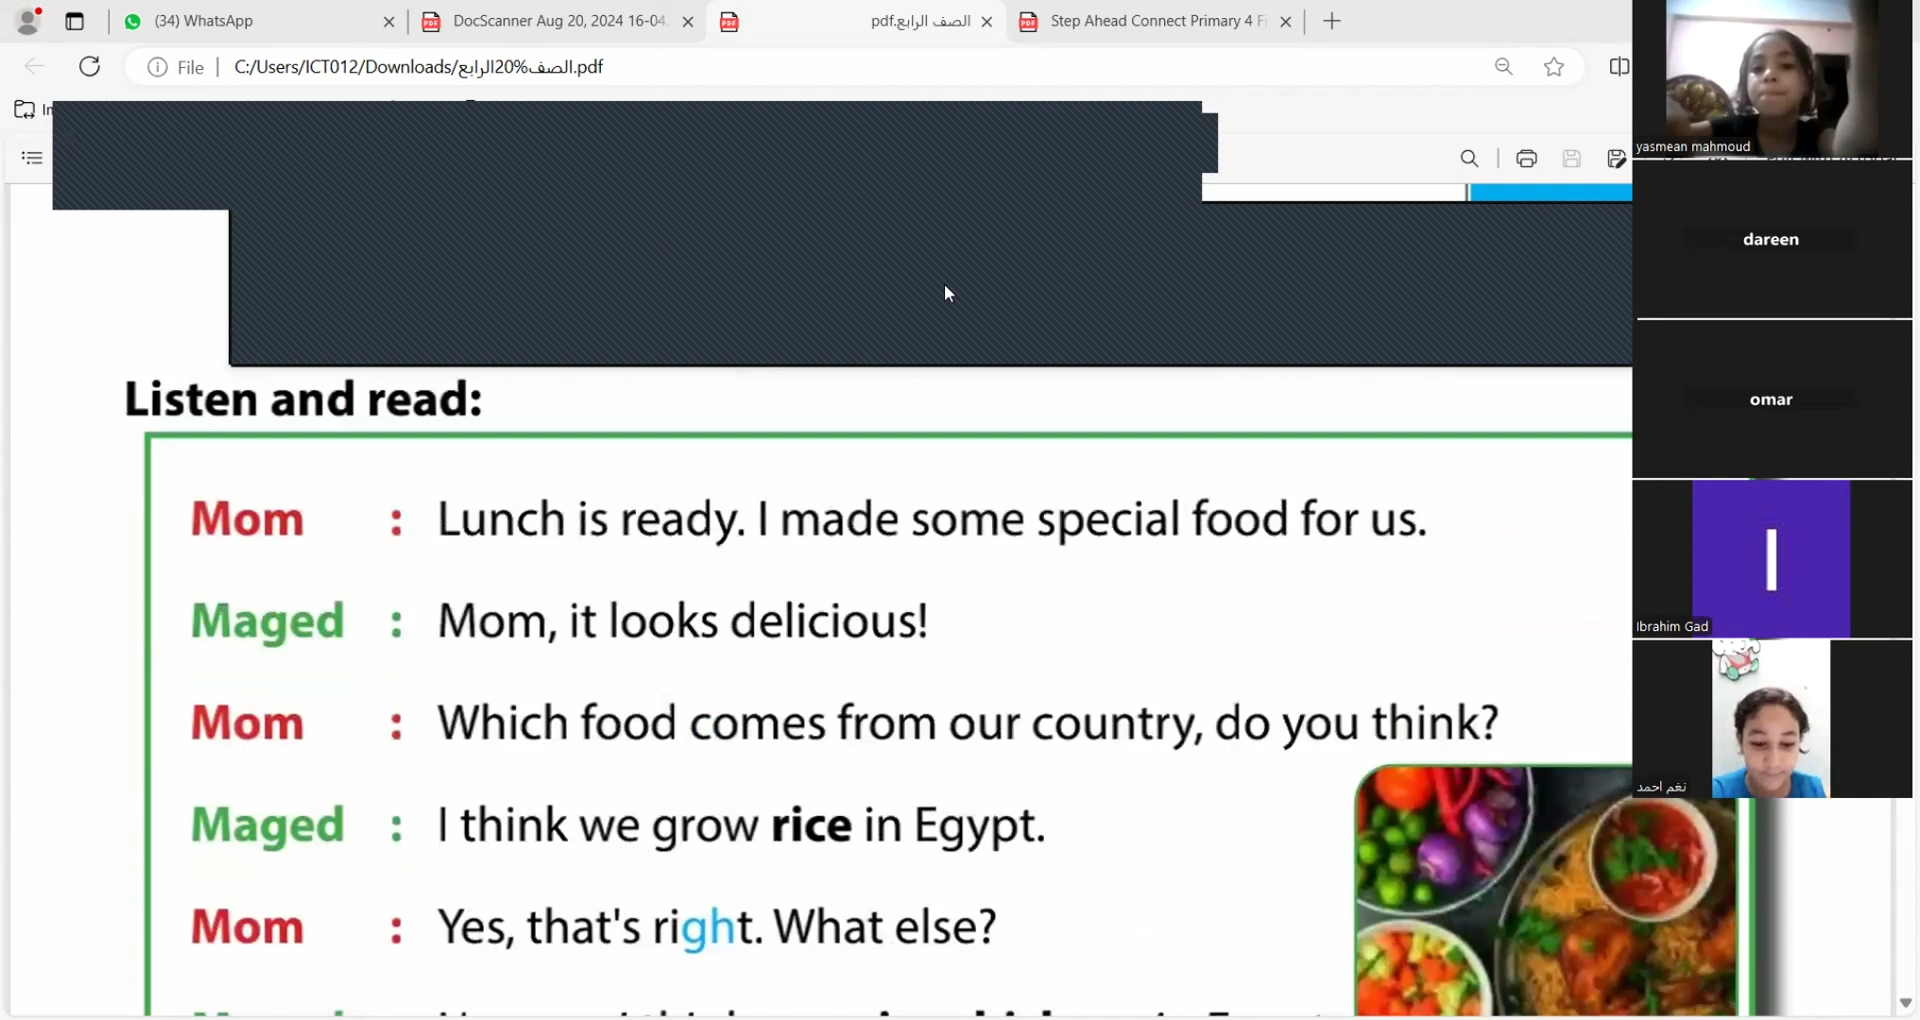 (34) WhatsApp
DocScanner Aug 20, 2024 16-04
الصف الرابع.pdf
Step Ahead Connect Primary 4 Fi
File
C:/Users/ICT012/Downloads/الصف%20الرابع.pdf
Listen and read:
Mom : Lunch is ready. I made some special food for us.
Maged : Mom, it looks delicious!
Mom : Which food comes from our country, do you think?
Maged : I think we grow rice in Egypt.
Mom : Yes, that's right. What else?
yasmean mahmoud
dareen
omar
I
Ibrahim Gad
نغم احمد